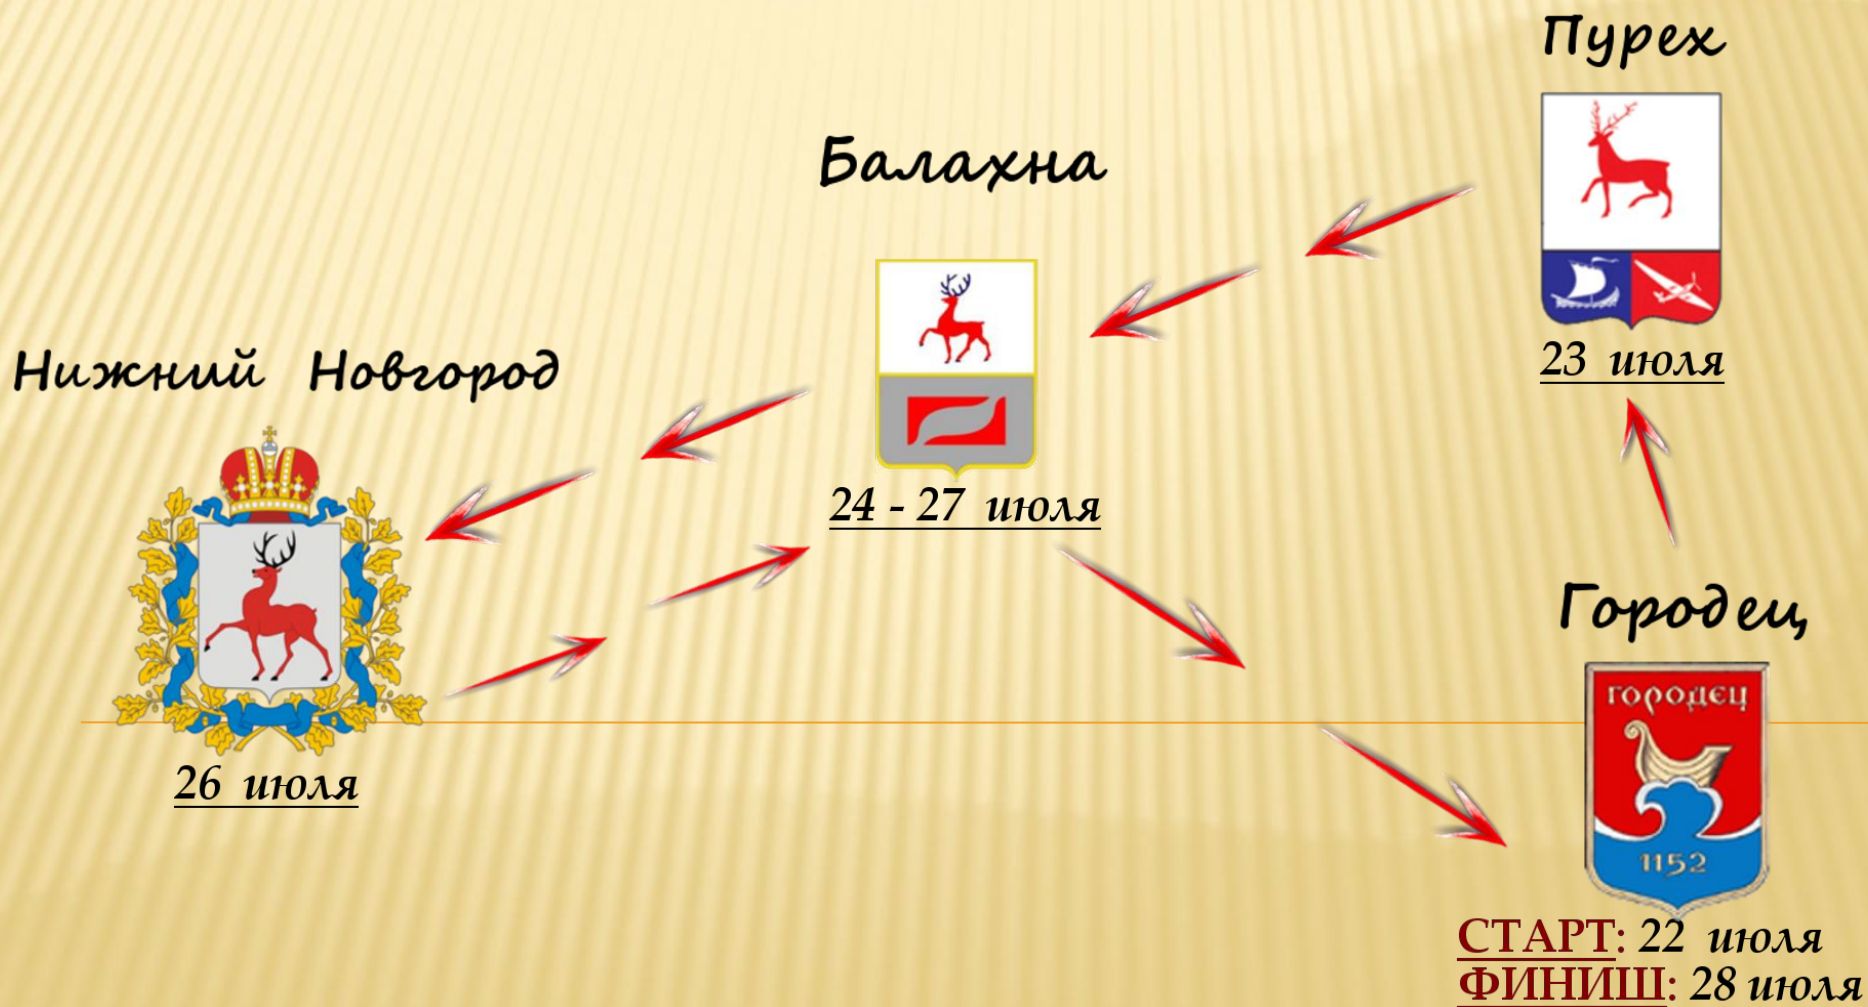 Пурех
23 июля
Балахна
24 - 27 июля
Нижний Новгород
26 июля
Городец
ГОРОДЕЦ
1152
СТАРТ: 22 июля
ФИНИШ: 28 июля